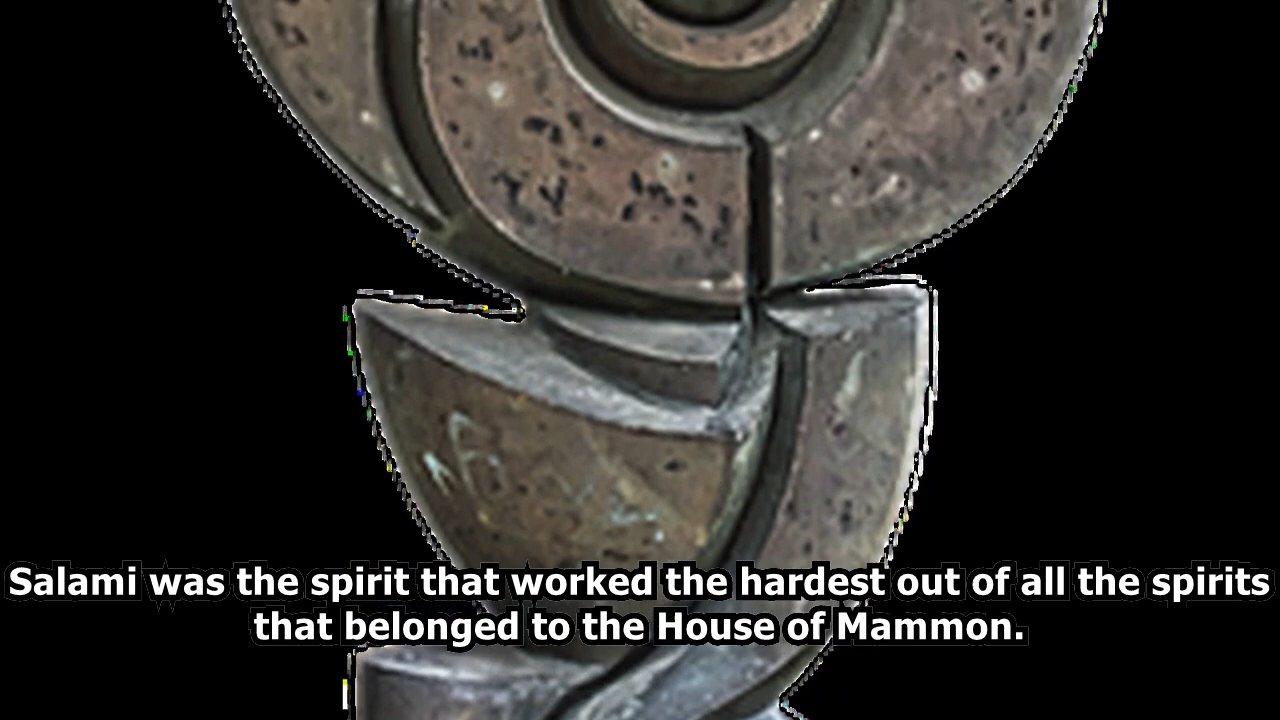 Salami was the spirit that worked the hardest out of all the spirits
that belonged to the House of Mammon.